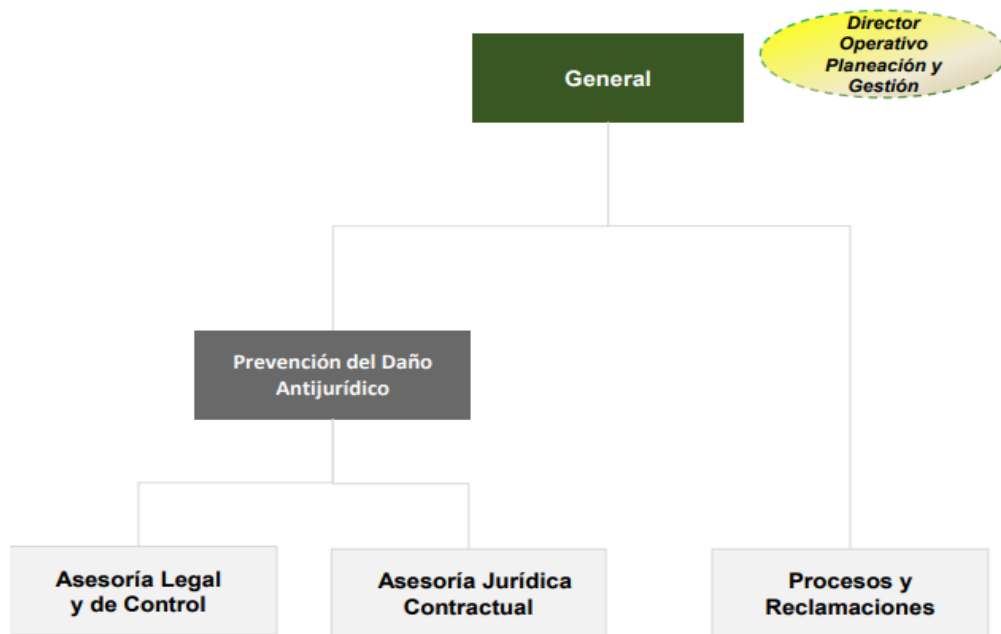 General
Director
Operativo
Planeación y
Gestión
Prevención del Daño
Antijurídico
Asesoría Legal
y de Control
Asesoría Jurídica
Contractual
Procesos y
Reclamaciones